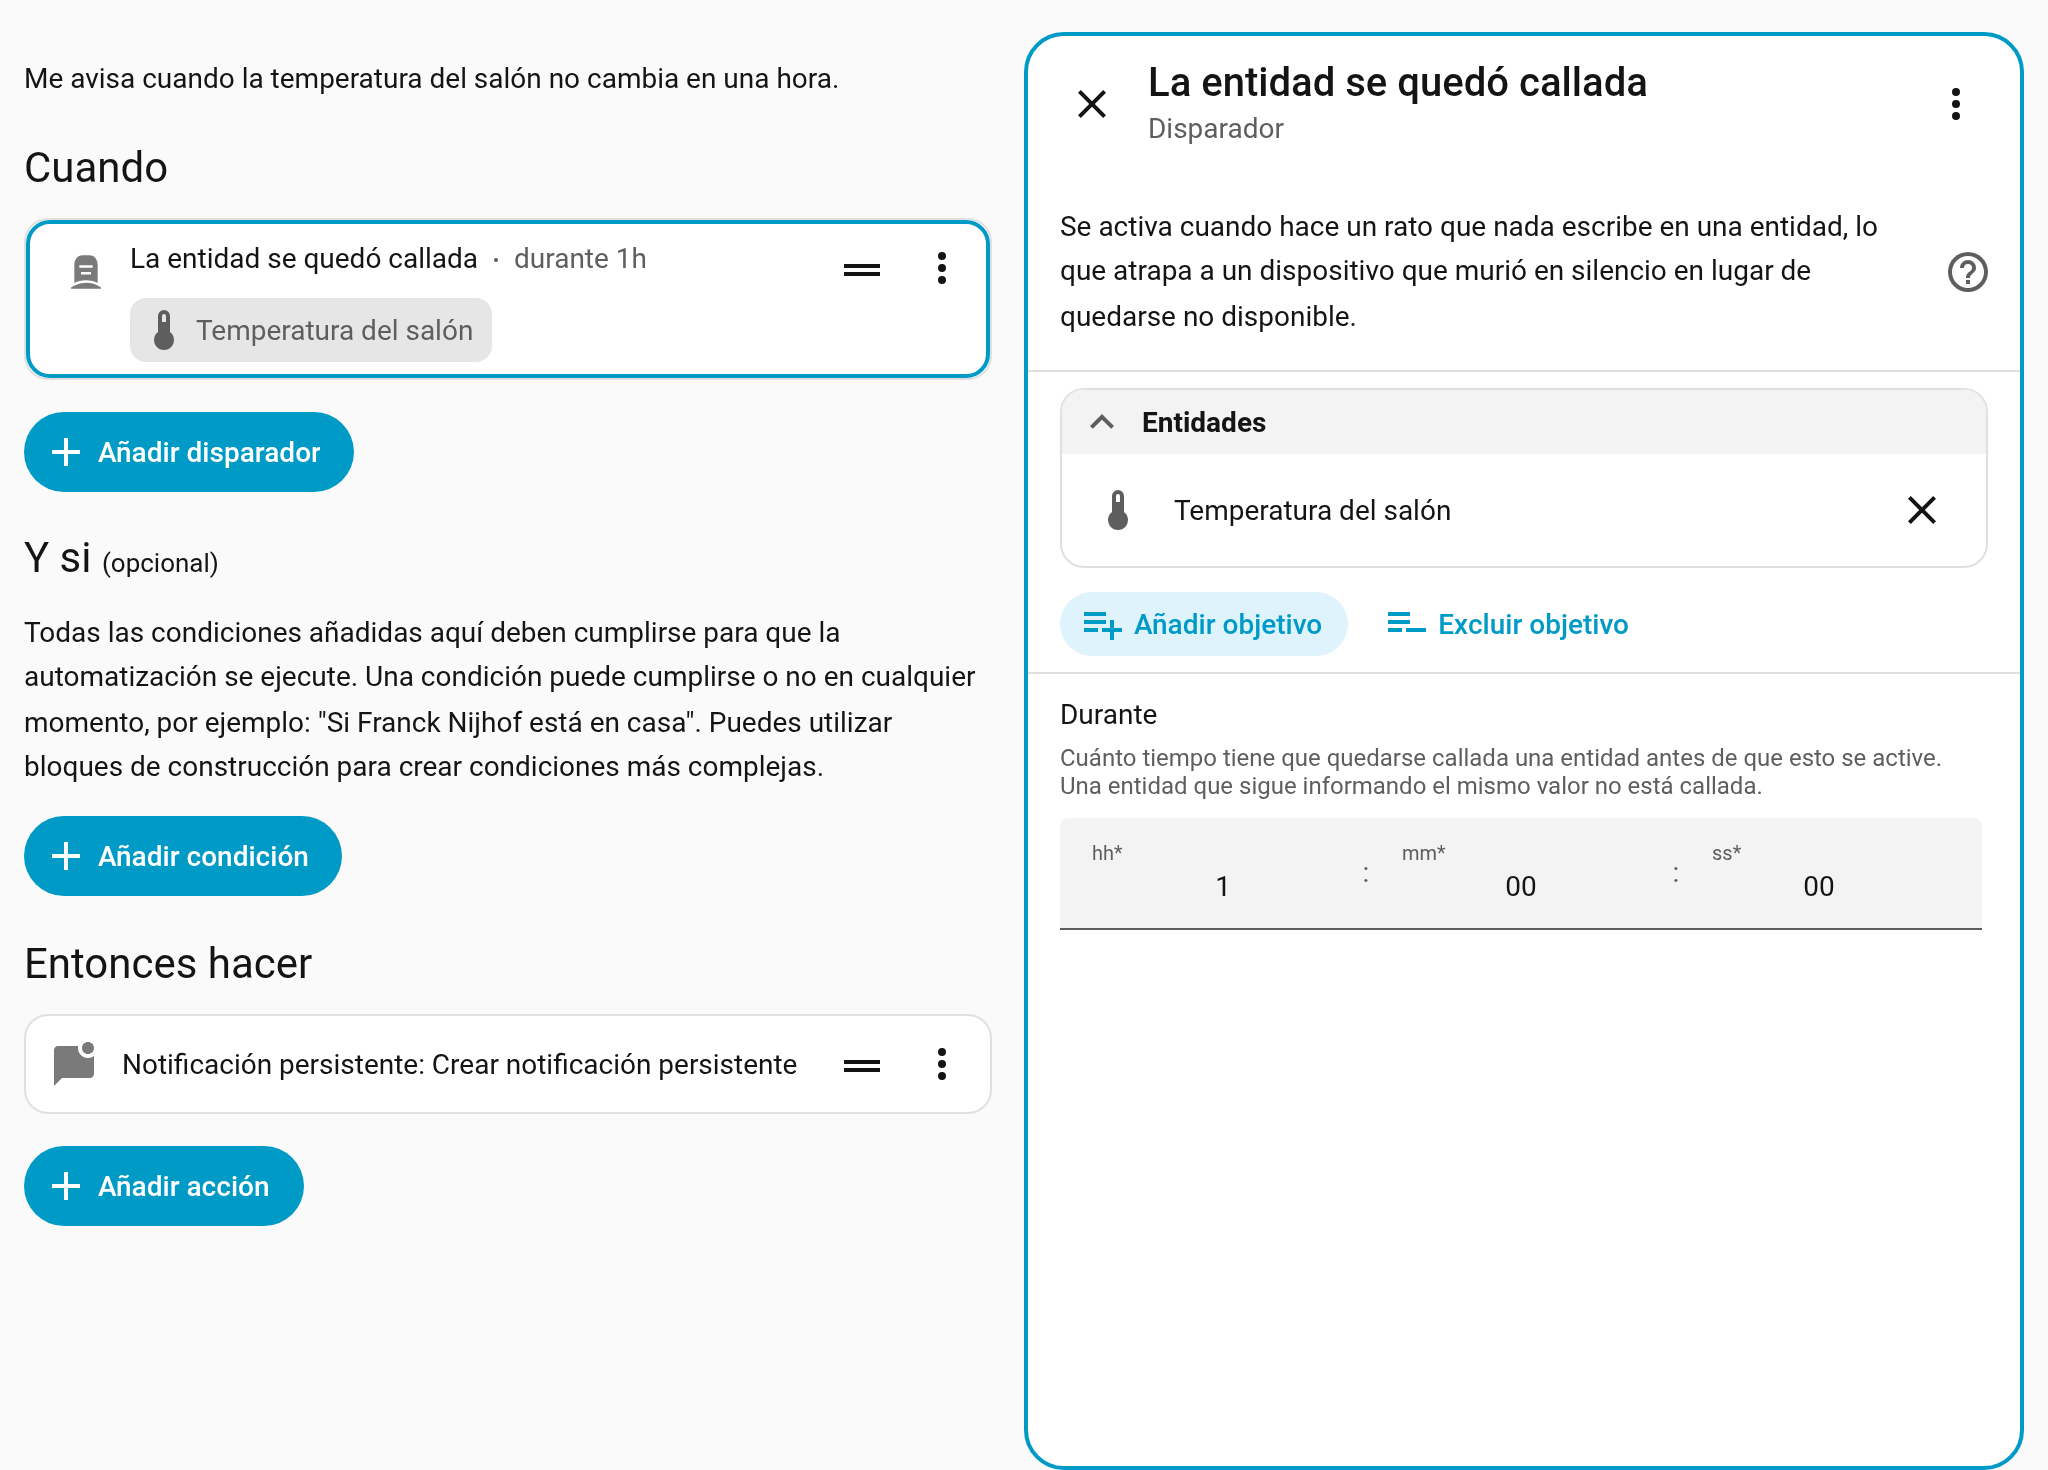 Me avisa cuando la temperatura del salón no cambia en una hora.
Cuando
La entidad se quedó callada · durante 1h
Temperatura del salón
Añadir disparador
Y si (opcional)
Todas las condiciones añadidas aquí deben cumplirse para que la
automatización se ejecute. Una condición puede cumplirse o no en cualquier
momento, por ejemplo: "Si Franck Nijhof está en casa". Puedes utilizar
bloques de construcción para crear condiciones más complejas.
Añadir condición
Entonces hacer
Notificación persistente: Crear notificación persistente
Añadir acción
La entidad se quedó callada
Disparador
Se activa cuando hace un rato que nada escribe en una entidad, lo
que atrapa a un dispositivo que murió en silencio en lugar de
quedarse no disponible.
Entidades
Temperatura del salón
Añadir objetivo Excluir objetivo
Durante
Cuánto tiempo tiene que quedarse callada una entidad antes de que esto se active.
Una entidad que sigue informando el mismo valor no está callada.
hh* mm* ss*
1 : 00 : 00